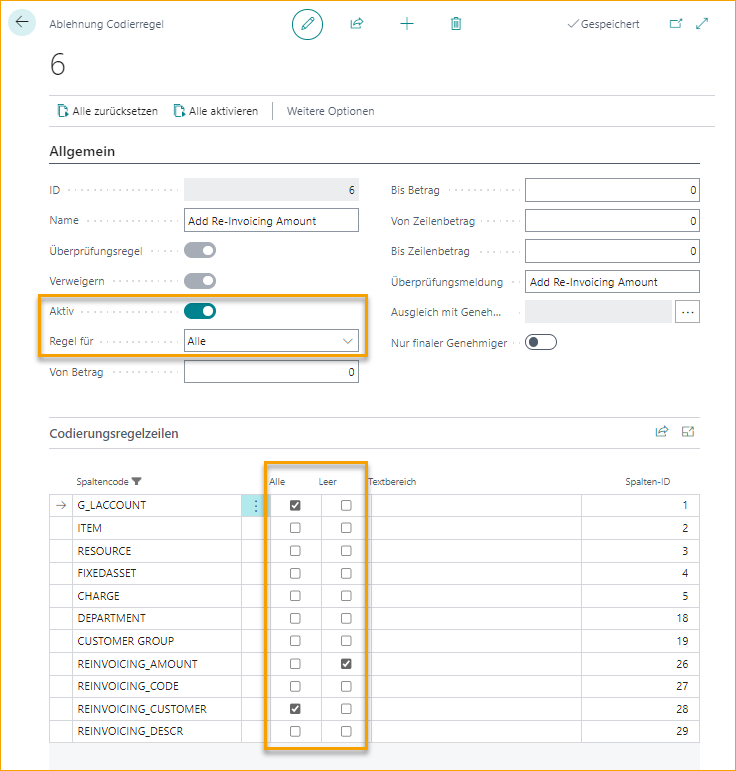 Ablehnung Codierregel
Gespeichert
6
Alle zurücksetzen Alle aktivieren Weitere Optionen
Allgemein
ID 6
Name Add Re-Invoicing Amount
Überprüfungsregel
Verweigern
Aktiv
Regel für Alle
Von Betrag 0
Bis Betrag 0
Von Zeilenbetrag 0
Bis Zeilenbetrag 0
Überprüfungsmeldung Add Re-Invoicing Amount
Ausgleich mit Geneh...
Nur finaler Genehmiger
Codierungsregelzeilen
Spaltencode Alle Leer Textbereich Spalten-ID
G_LACCOUNT 1
ITEM 2
RESOURCE 3
FIXEDASSET 4
CHARGE 5
DEPARTMENT 18
CUSTOMER GROUP 19
REINVOICING_AMOUNT 26
REINVOICING_CODE 27
REINVOICING_CUSTOMER 28
REINVOICING_DESCR 29